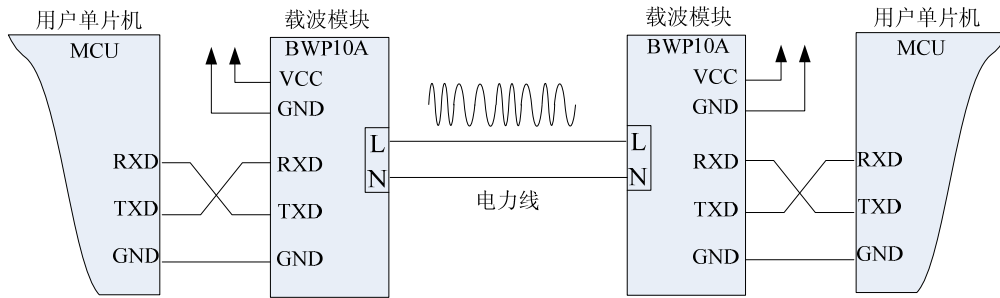 用户单片机
MCU
RXD
TXD
GND
载波模块
BWP10A
VCC
GND
RXD
TXD
GND
L
N
电力线
载波模块
BWP10A
VCC
GND
L
N
RXD
TXD
GND
用户单片机
MCU
RXD
TXD
GND